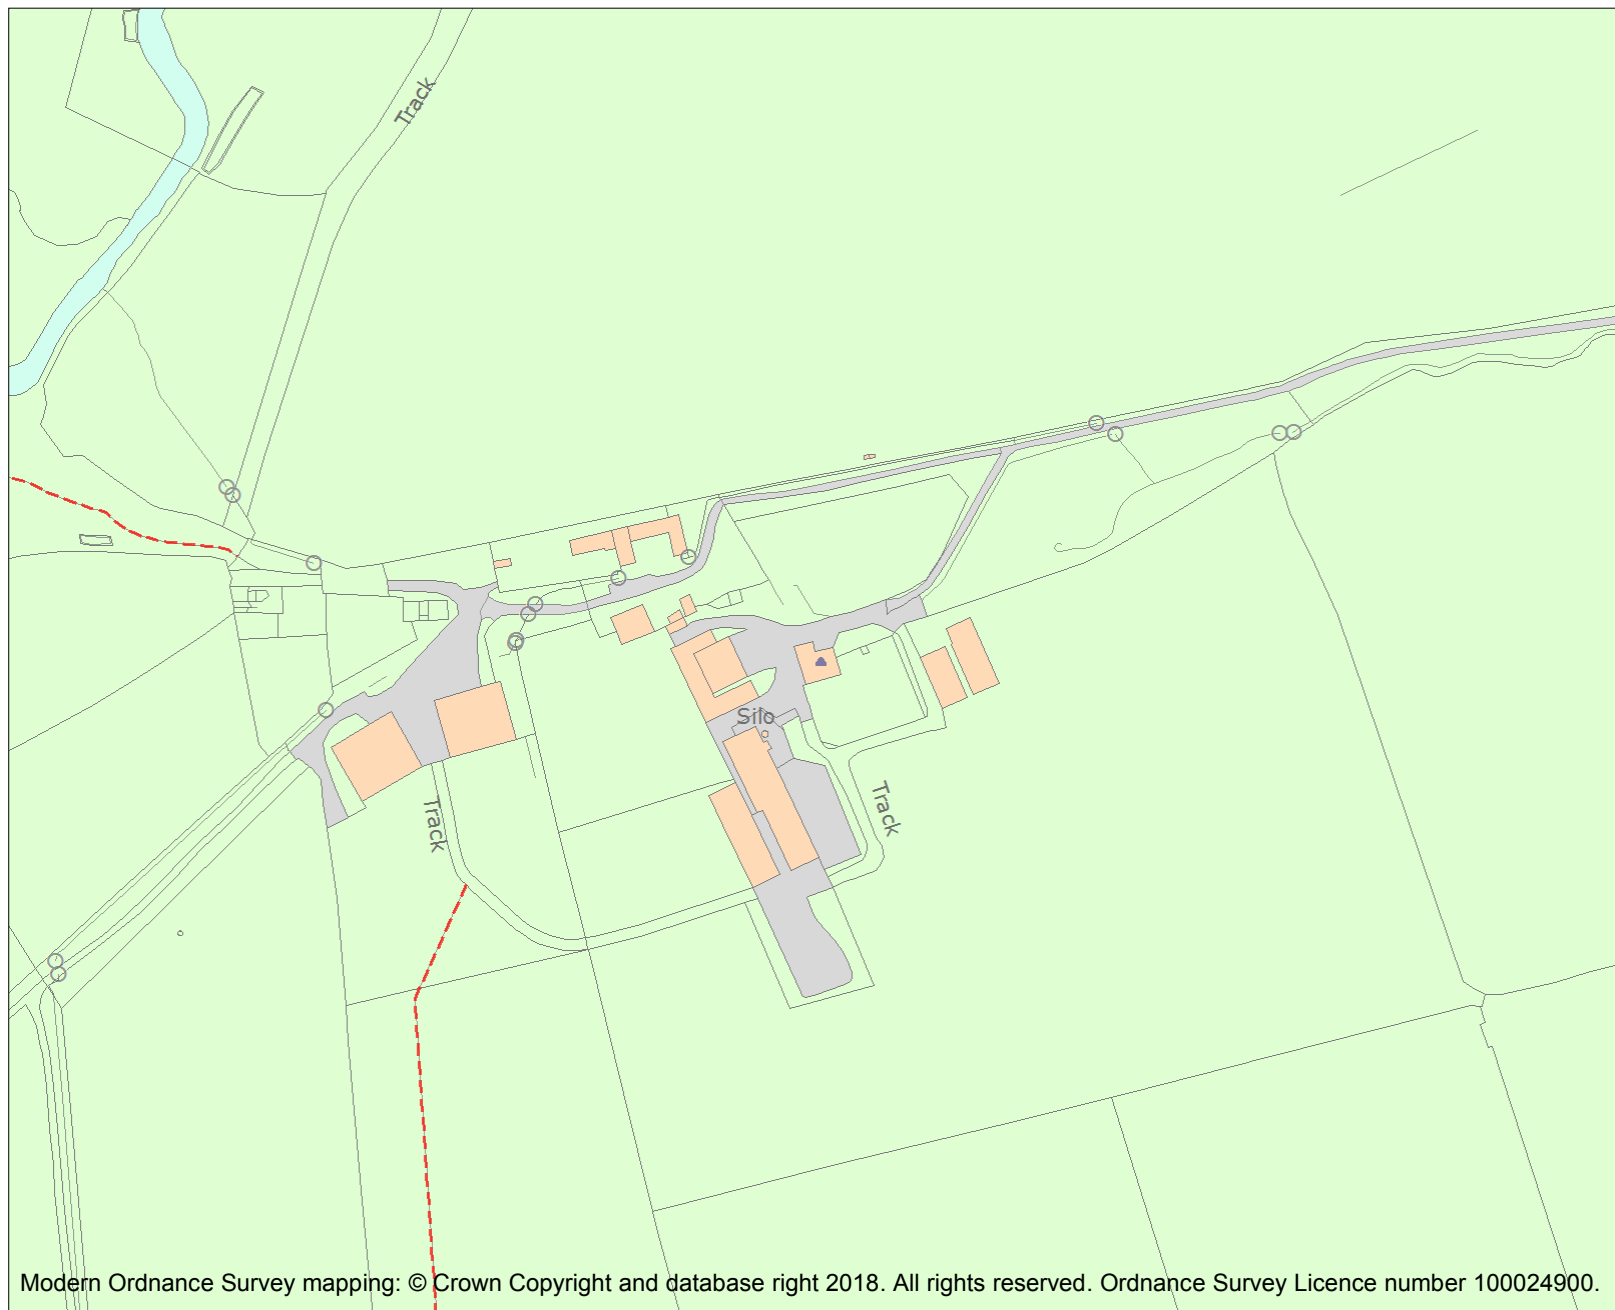 Track
Silo
Track
Track
Modern Ordnance Survey mapping: © Crown Copyright and database right 2018. All rights reserved. Ordnance Survey Licence number 100024900.